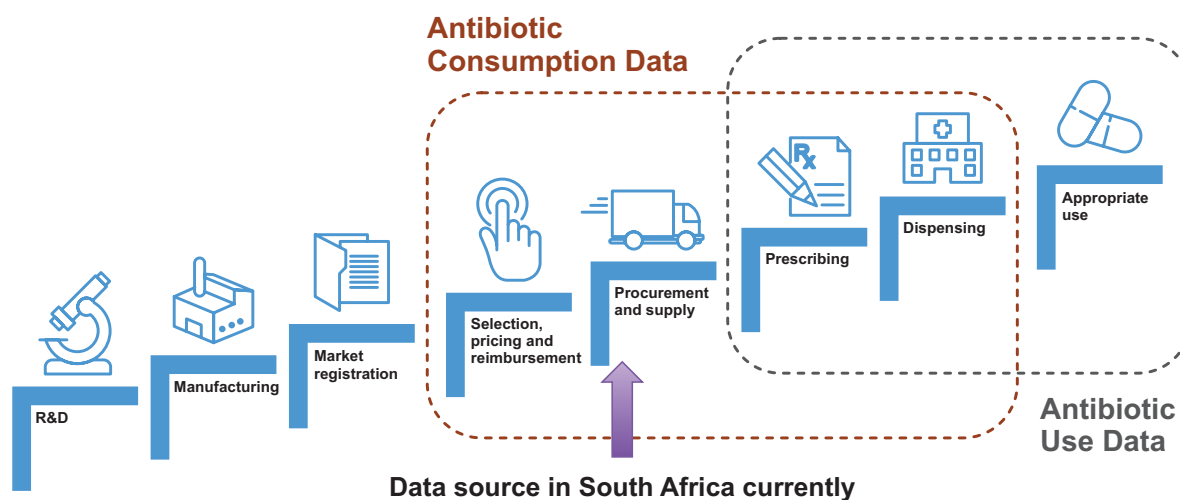 Antibiotic
Consumption Data
Rx
Appropriate
use
Dispensing
Prescribing
Procurement
and supply
Selection,
pricing and
reimbursement
Market
registration
Manufacturing
R&D
Antibiotic
Use Data
Data source in South Africa currently